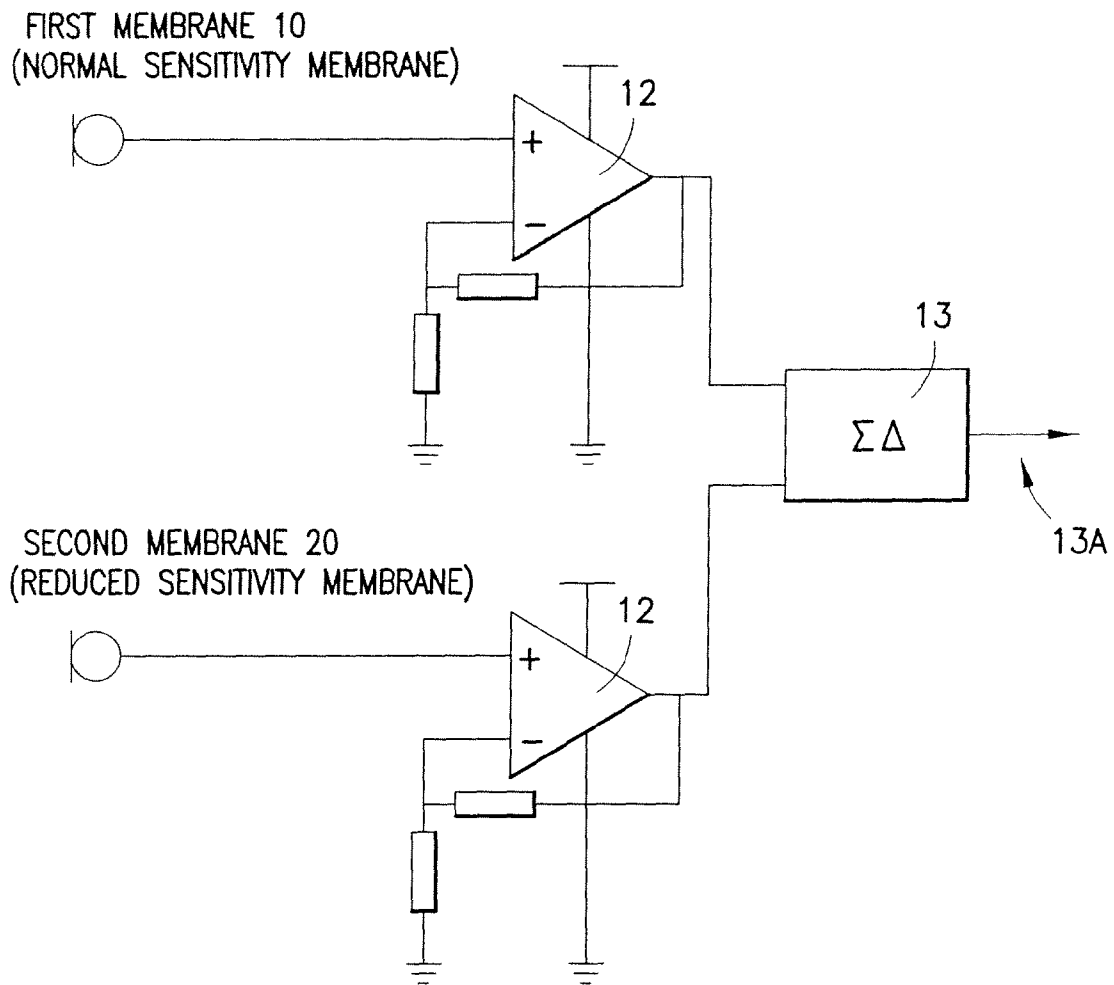 FIRST MEMBRANE 10
(NORMAL SENSITIVITY MEMBRANE)
12
+
−
13
ΣΔ
13A
SECOND MEMBRANE 20
(REDUCED SENSITIVITY MEMBRANE)
12
+
−